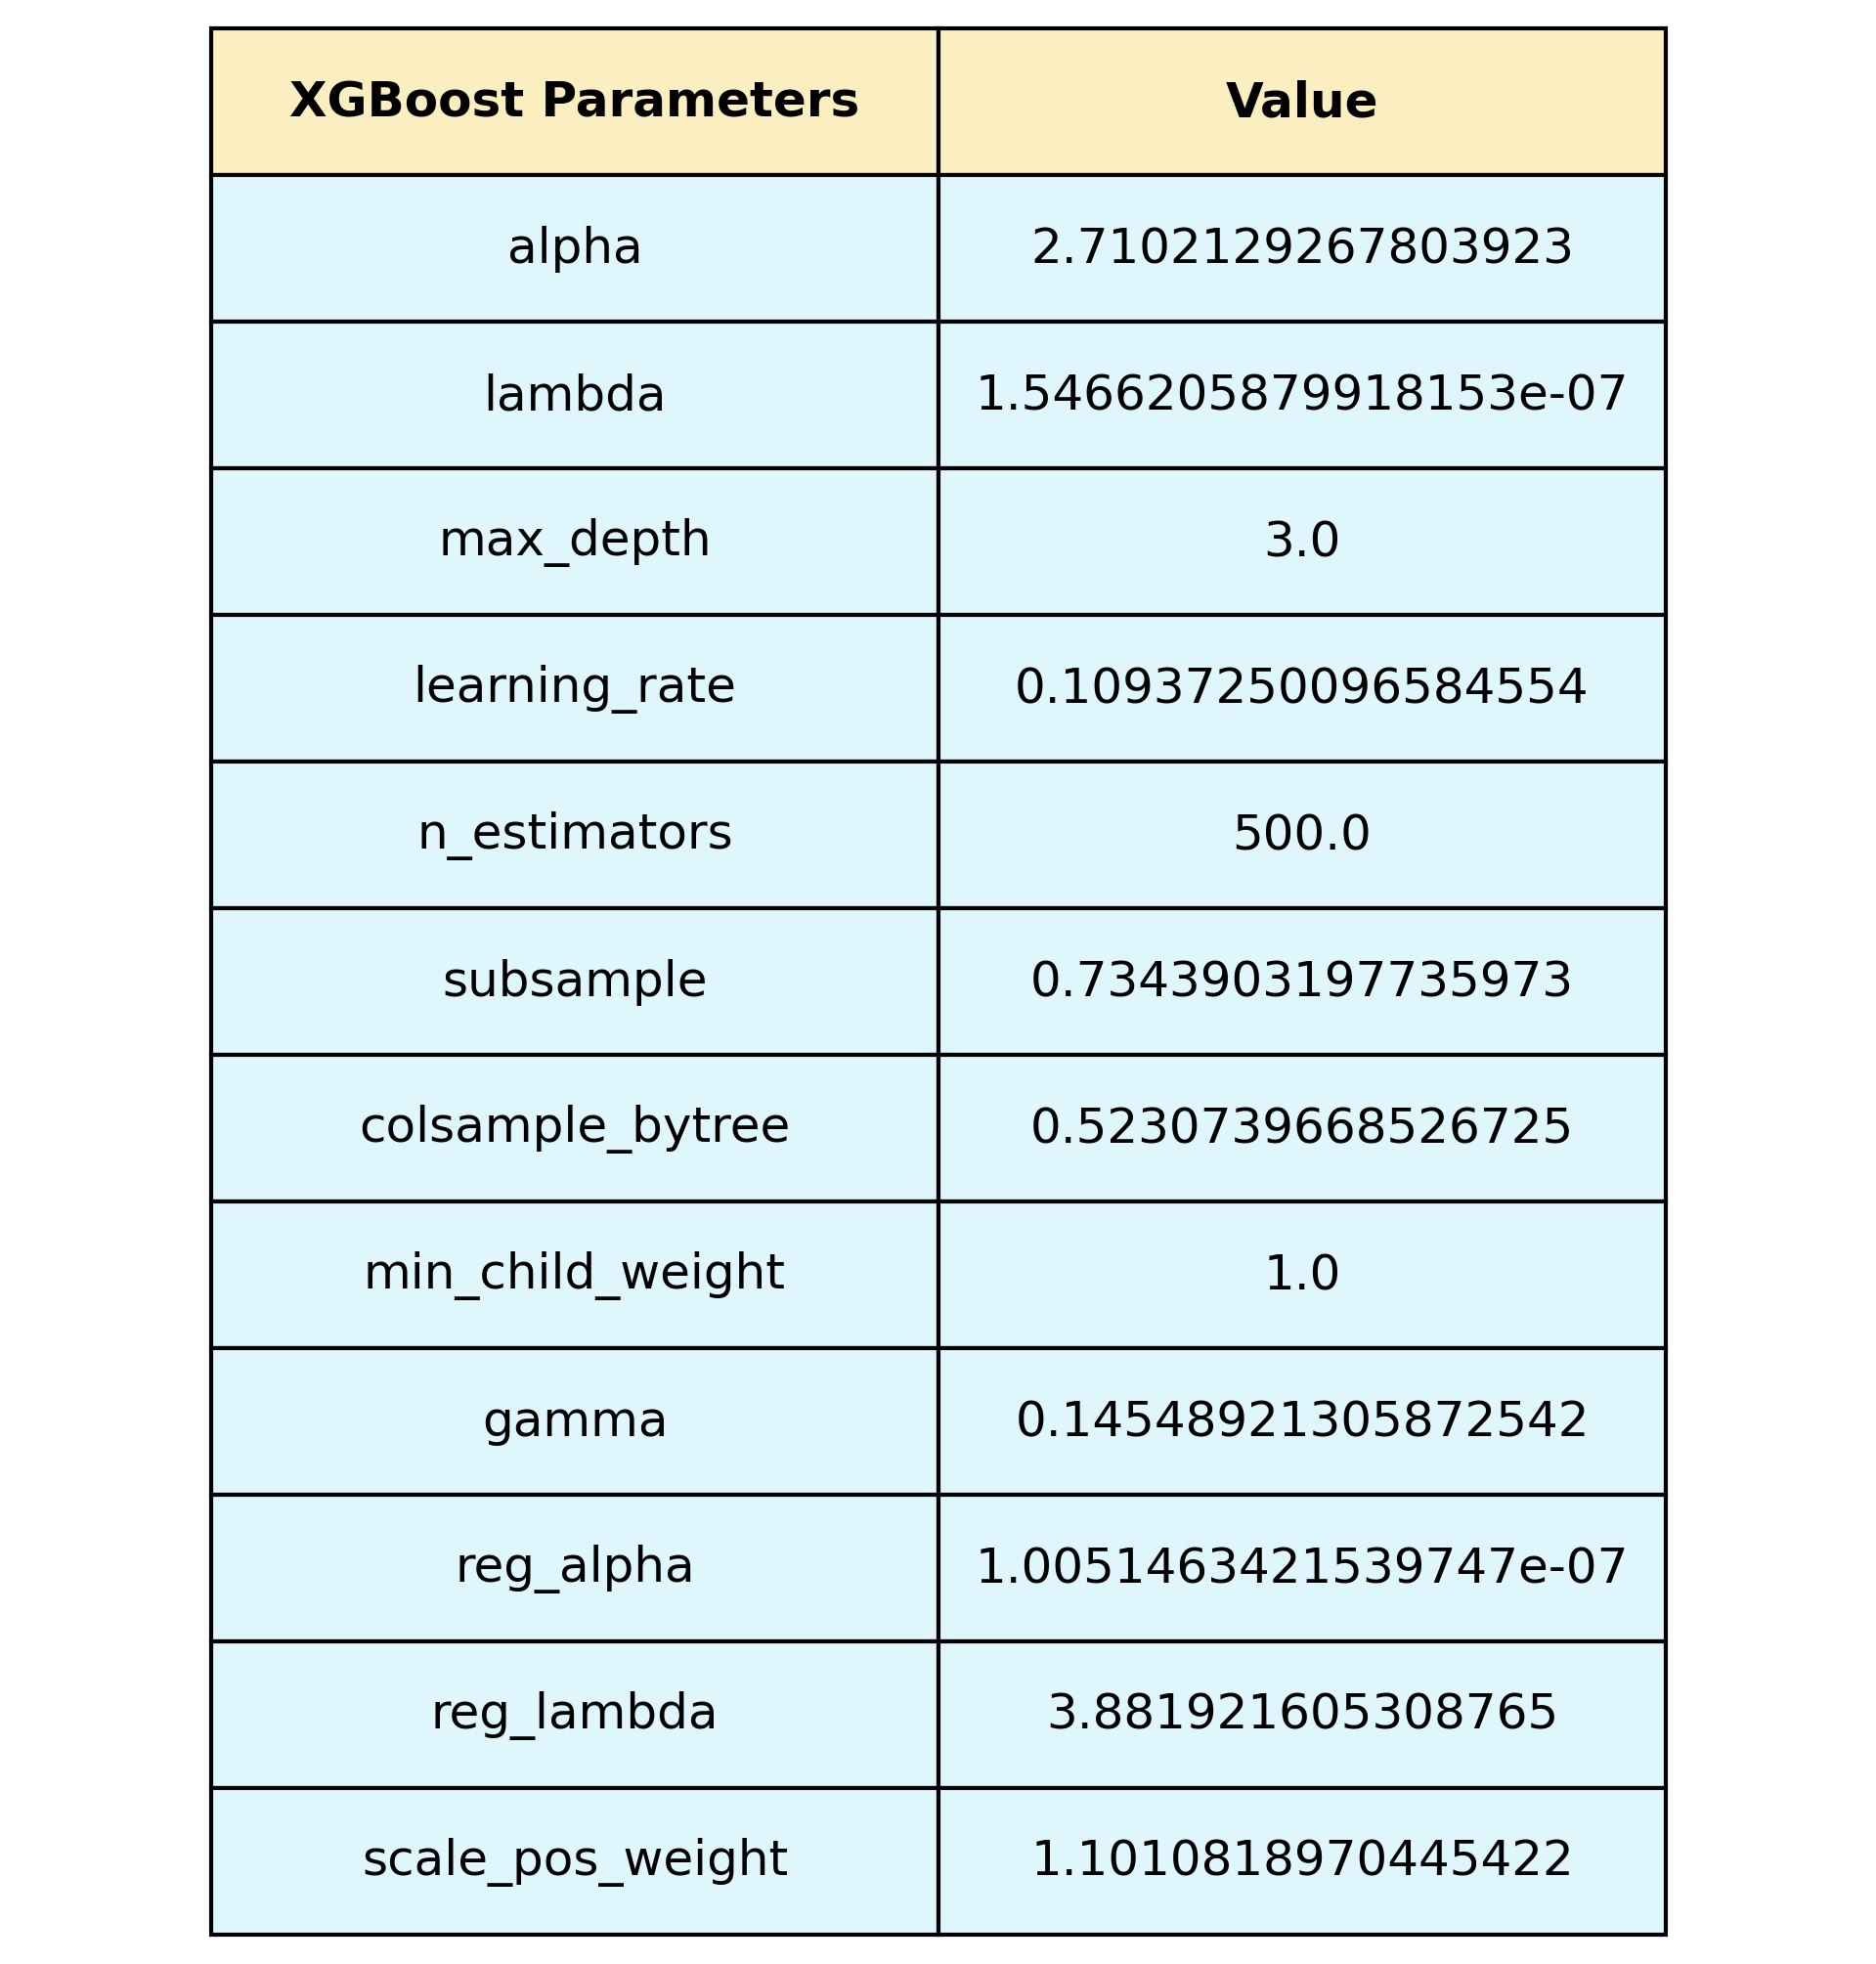 XGBoost Parameters Value
alpha 2.7102129267803923
lambda 1.5466205879918153e-07
max_depth 3.0
learning_rate 0.10937250096584554
n_estimators 500.0
subsample 0.7343903197735973
colsample_bytree 0.5230739668526725
min_child_weight 1.0
gamma 0.14548921305872542
reg_alpha 1.0051463421539747e-07
reg_lambda 3.881921605308765
scale_pos_weight 1.1010818970445422